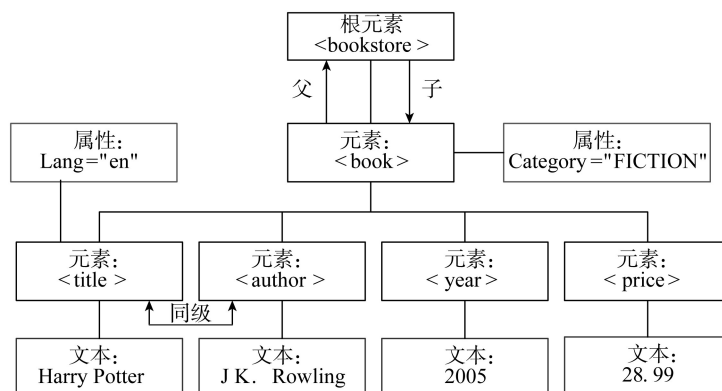 根元素
<bookstore >
父
子
属性：
Lang="en"
元素：
<book>
属性：
Category="FICTION"
元素：
<title >
元素：
<author >
元素：
< year >
元素：
< price >
同级
文本：
Harry Potter
文本：
J K． Rowling
文本：
2005
文本：
28. 99